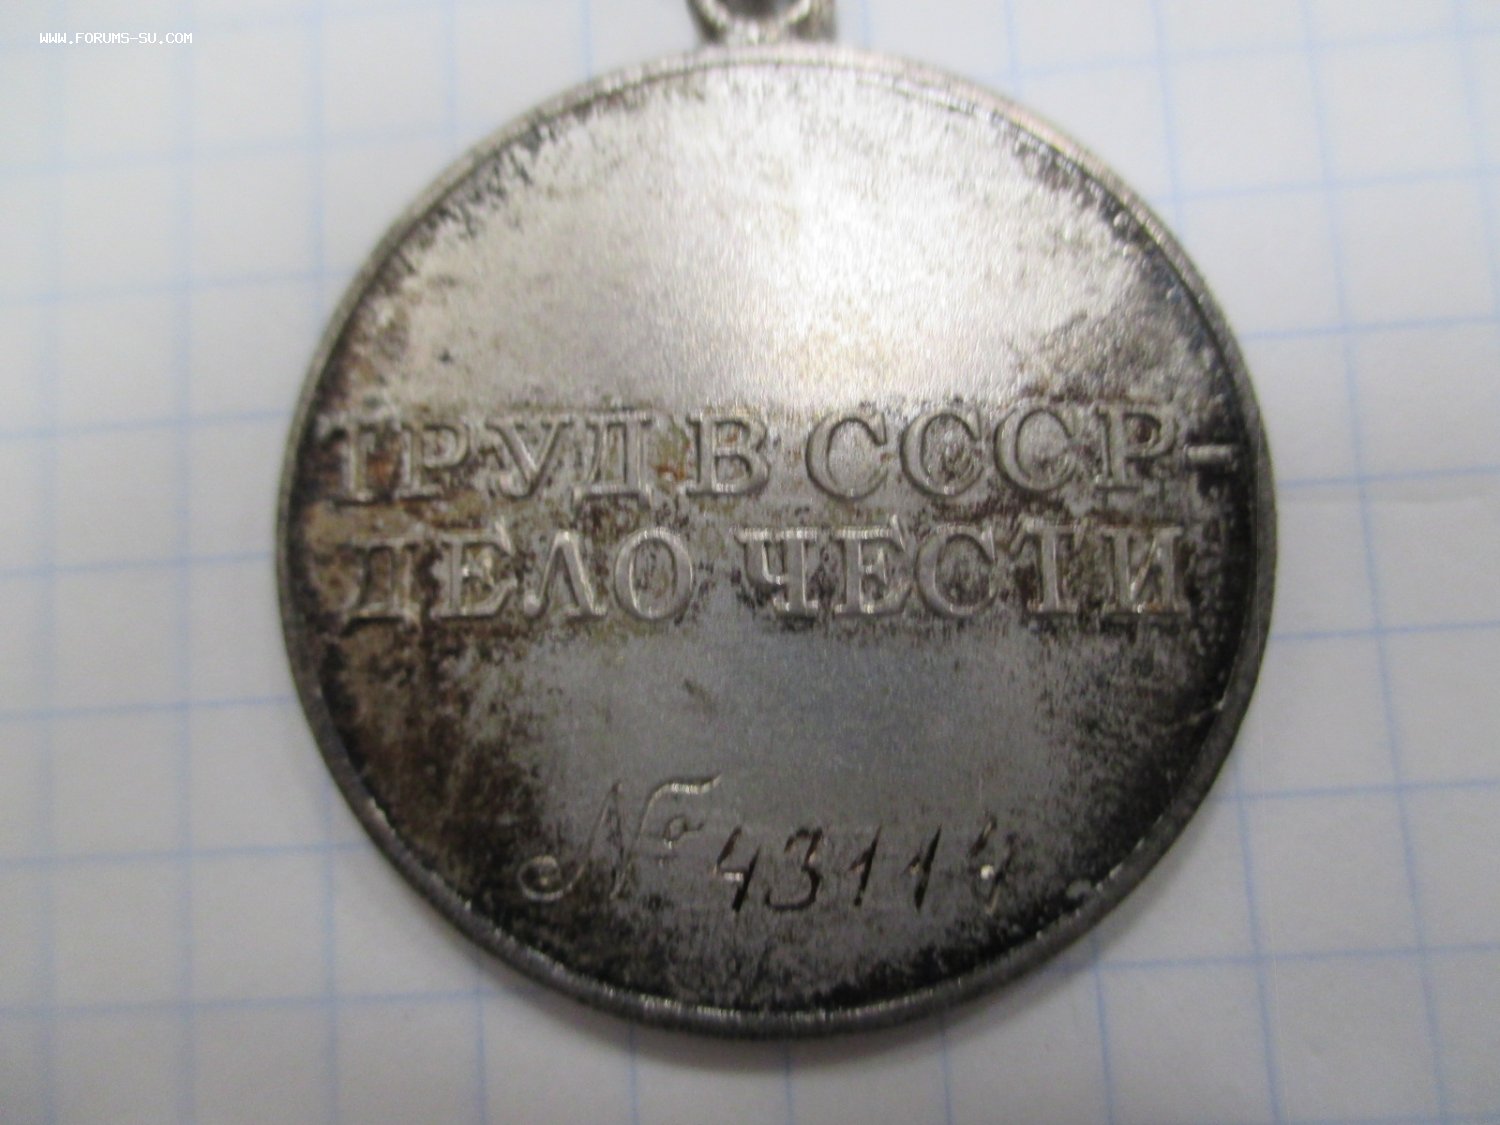 WWW.FORUMS-SU.COM
ТРУД В СССР-
ДЕЛО ЧЕСТИ
№ 43114